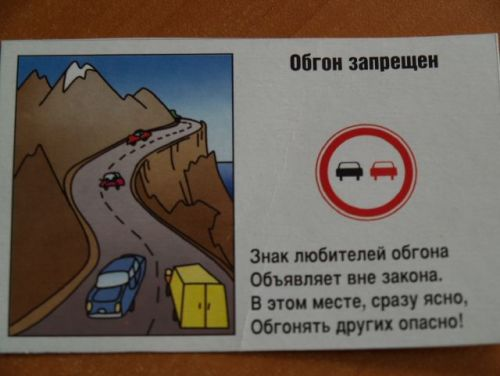 Обгон запрещен
Знак любителей обгона
Объявляет вне закона.
В этом месте, сразу ясно,
Обгонять других опасно!